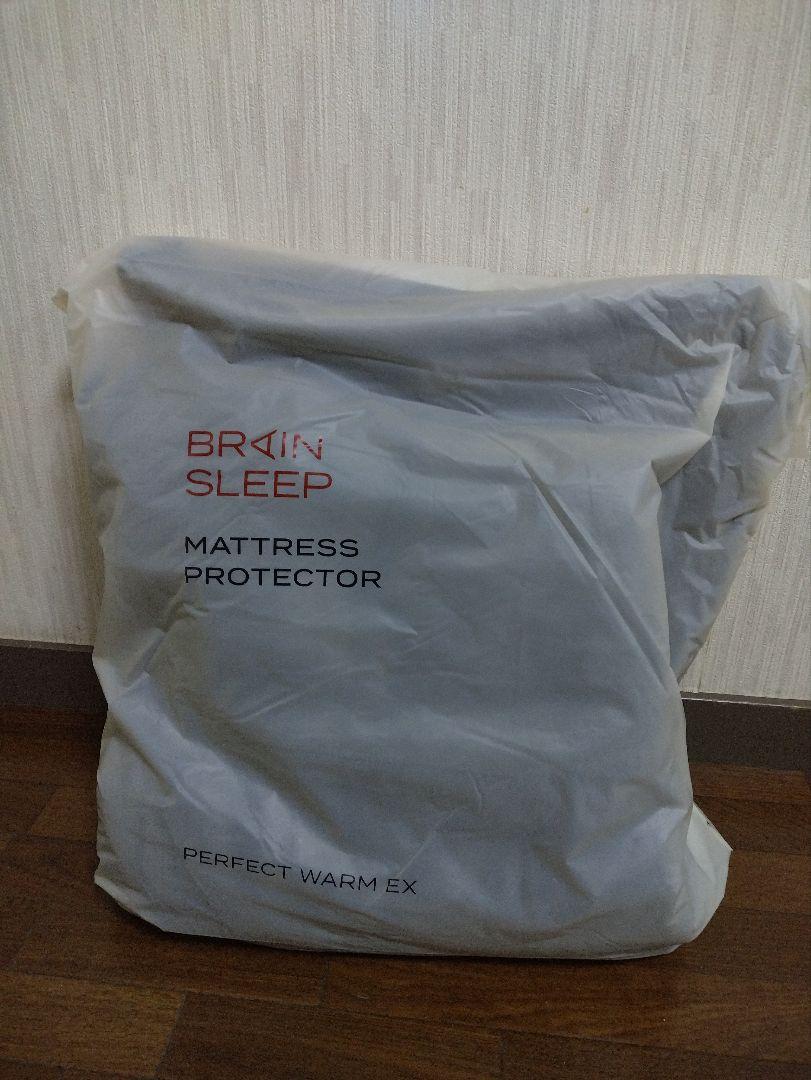 BRAIN
SLEEP
MATTRESS
PROTECTOR
PERFECT WARM EX